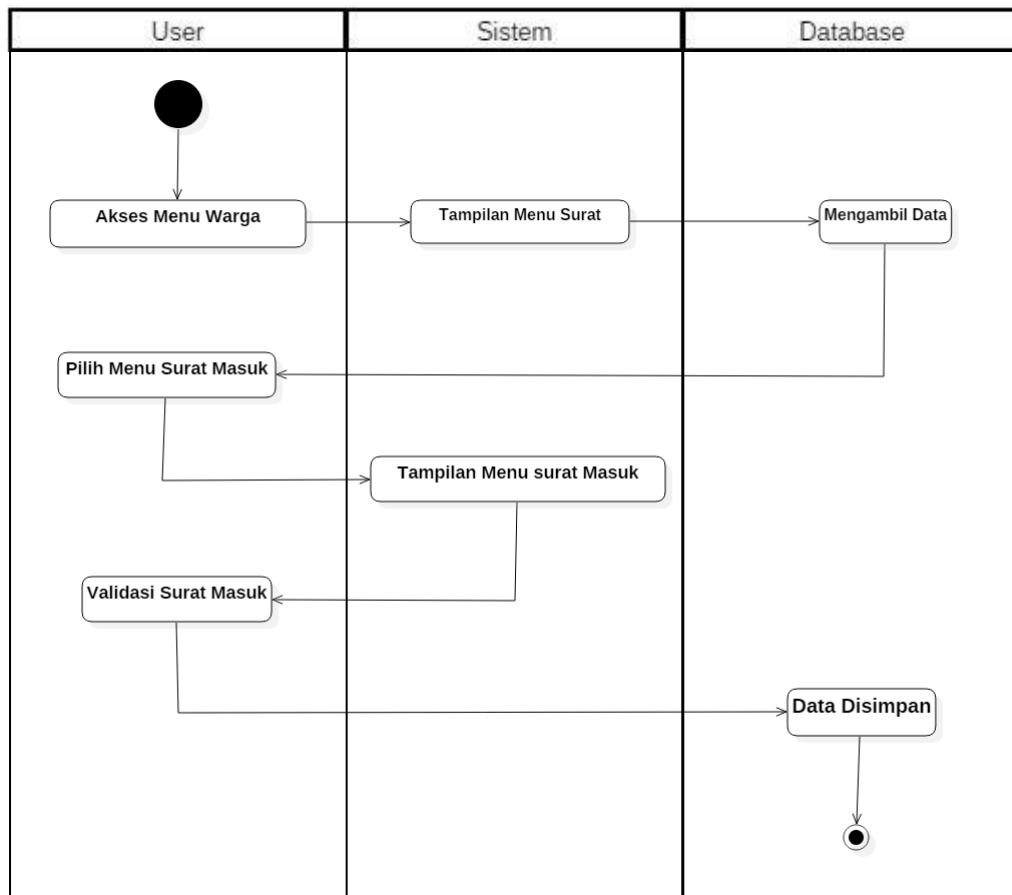 User
Sistem
Database
Akses Menu Warga
Tampilan Menu Surat
Mengambil Data
Pilih Menu Surat Masuk
Tampilan Menu surat Masuk
Validasi Surat Masuk
Data Disimpan